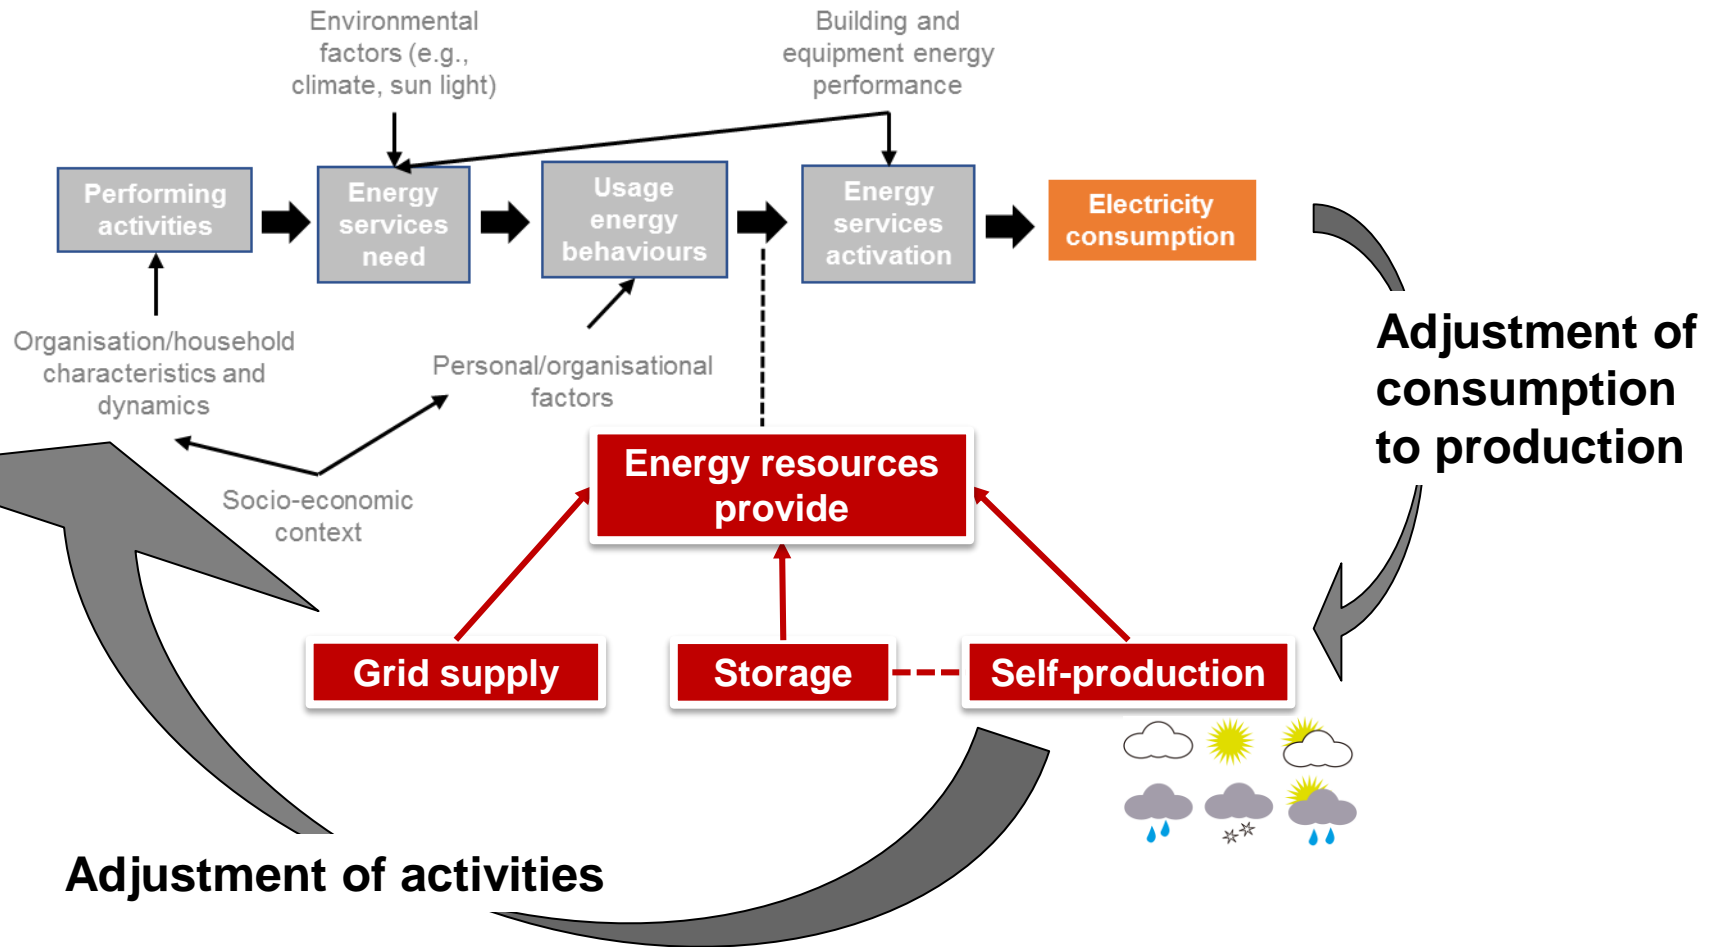 Environmental
factors (e.g.,
climate, sun light)
Building and
equipment energy
performance
Performing
activities
Energy
services
need
Usage
energy
behaviours
Energy
services
activation
Electricity
consumption
Organisation/household
characteristics and
dynamics
Personal/organisational
factors
Socio-economic
context
Adjustment of
consumption
to production
Energy resources
provide
Grid supply
Storage
Self-production
Adjustment of activities